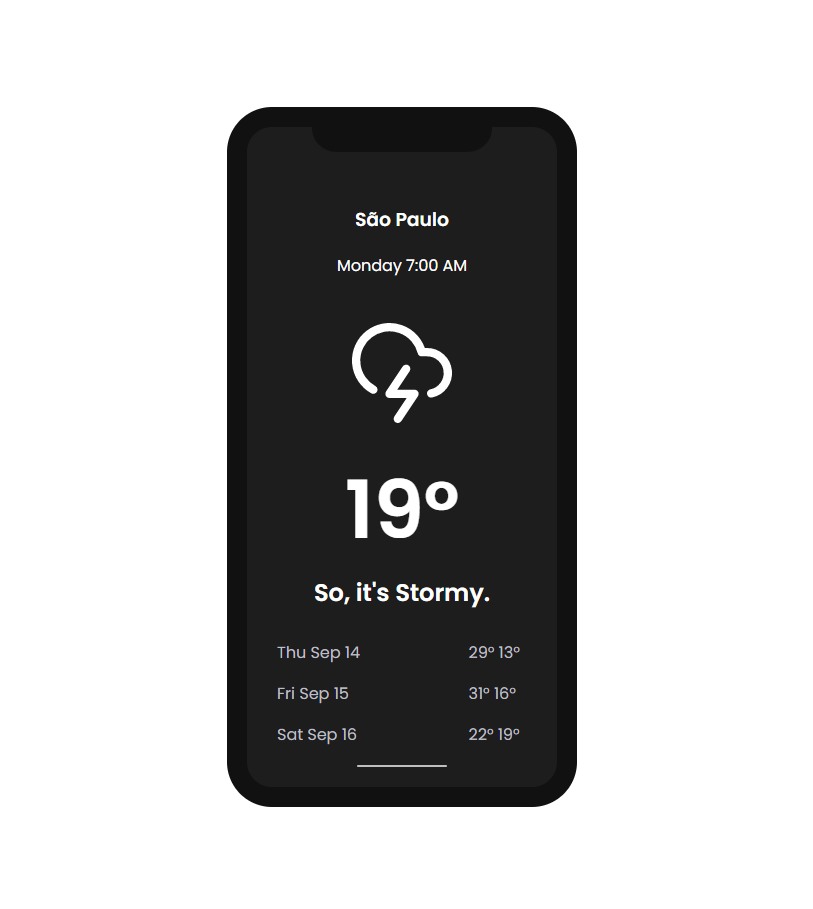 São Paulo
Monday 7:00 AM
19º
So, it's Stormy.
Thu Sep 14 29º 13º
Fri Sep 15 31º 16º
Sat Sep 16 22º 19º